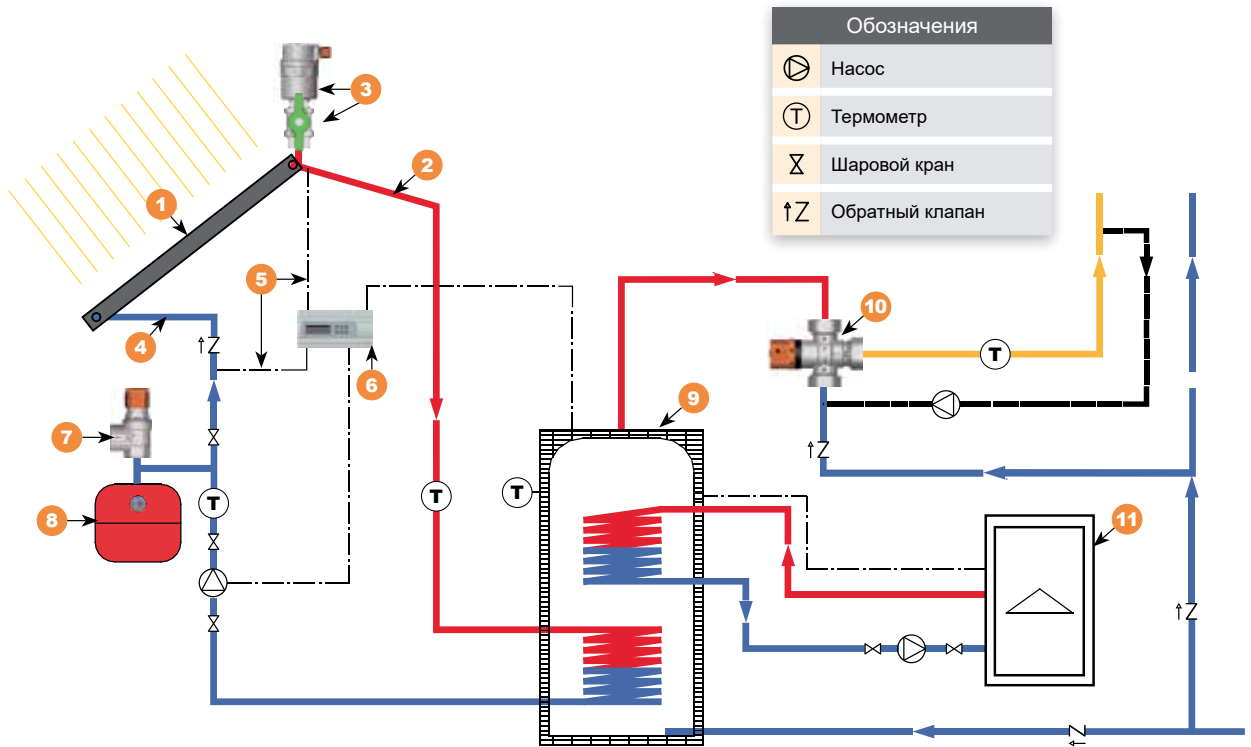 Обозначения
Насос
T Термометр
Шаровой кран
Обратный клапан
3
2
1
5
10
4
6
T
9
7
T
T
T
8
11